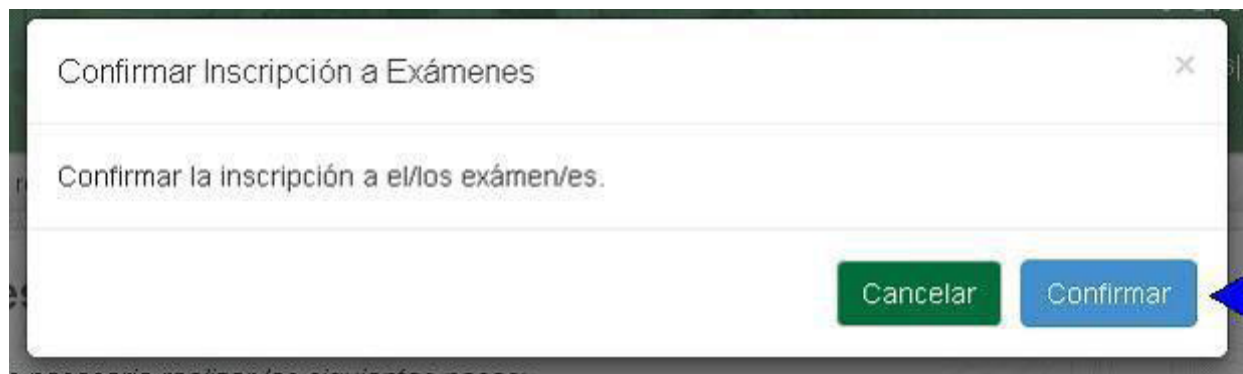 Confirmar Inscripción a Exámenes
×
Confirmar la inscripción a el/los exámen/es.
Cancelar
Confirmar